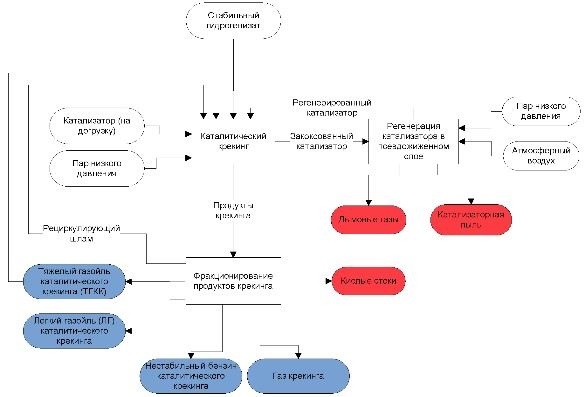 Стабильный
гидрогенизат
Катализатор (на
догрузку)
Пар низкого
давления
Каталитический
крекинг
Регенерированный
катализатор
Закоксованный
катализатор
Регенерация
катализатора в
псевдожиженном
слое
Пар низкого
давления
Атмосферный
воздух
Продукты
крекинга
Дымовые газы
Катализаторная
пыль
Рециркулирующий
шлам
Тяжелый газойль
каталитического
крекинга (ТГКК)
Фракционирование
продуктов крекинга
Кислые стоки
Легкий газойль (ЛГ)
каталитического
крекинга
Нестабильный бензин
каталитического
крекинга
Газ крекинга